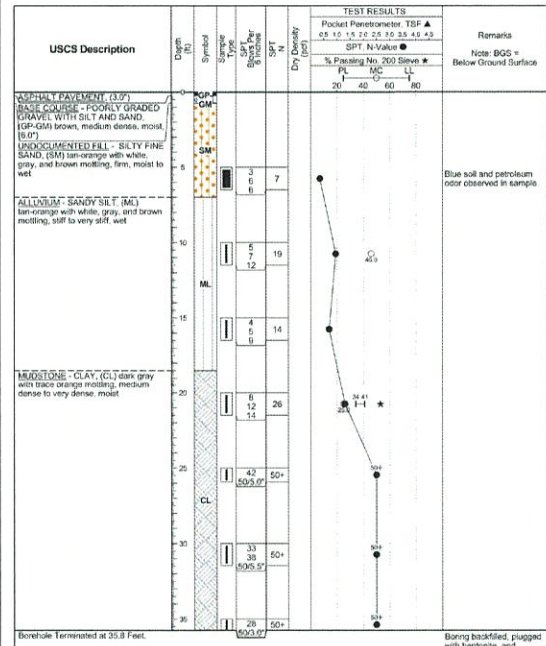 TEST RESULTS
Pocket Penetrometer, TSF ▲
0.5 1.0 1.5 2.0 2.5 3.0 3.5 4.0 4.5
SPT, N-Value ●
% Passing No. 200 Sieve ★
PL MC LL
20 40 60 80
USCS Description
Depth (ft)
Symbol
Sample Type
SPT Blows Per 6 Inches
SPT N
Dry Density (pcf)
Remarks
Note: BGS =
Below Ground Surface
0
ASPHALT PAVEMENT, (3.0")
BASE COURSE - POORLY GRADED
GRAVEL WITH SILT AND SAND,
(GP-GM) brown, medium dense, moist,
(6.0")
GP-
GM
UNDOCUMENTED FILL - SILTY FINE
SAND, (SM) tan-orange with white,
gray, and brown mottling, firm, moist to
wet
SM
5
3
6
6
7
Blue soil and petroleum
odor observed in sample
ALLUVIUM - SANDY SILT, (ML)
tan-orange with white, gray, and brown
mottling, stiff to very stiff, wet
10
5
7
12
19
ML
15
4
5
9
14
MUDSTONE - CLAY, (CL) dark gray
with trace orange mottling, medium
dense to very dense, moist
20
8
12
14
26
34 41
25
42
50/5.0"
50+
50+
CL
30
33
38
50/5.5"
50+
50+
35
28
50/3.0"
50+
50+
Borehole Terminated at 35.8 Feet.
Boring backfilled, plugged
with bentonite, and